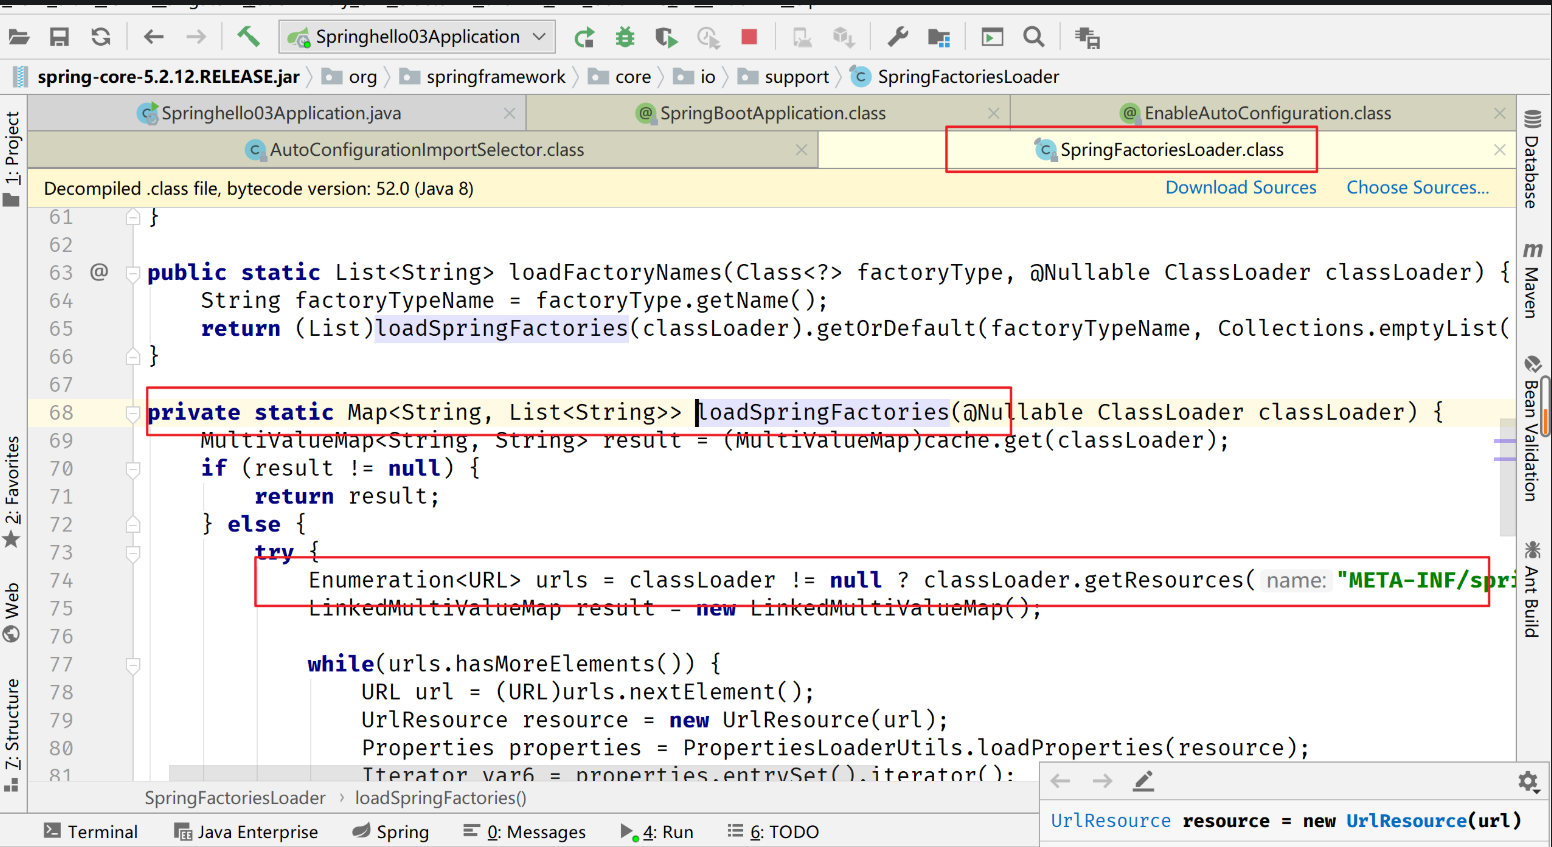 Springhello03Application
spring-core-5.2.12.RELEASE.jar org springframework core io support SpringFactoriesLoader
Springhello03Application.java SpringBootApplication.class EnableAutoConfiguration.class
AutoConfigurationImportSelector.class SpringFactoriesLoader.class
Decompiled .class file, bytecode version: 52.0 (Java 8) Download Sources Choose Sources...
61 }
62
63 @ public static List<String> loadFactoryNames(Class<?> factoryType, @Nullable ClassLoader classLoader) {
64 String factoryTypeName = factoryType.getName();
65 return (List)loadSpringFactories(classLoader).getOrDefault(factoryTypeName, Collections.emptyList(
66 }
67
68 private static Map<String, List<String>> loadSpringFactories(@Nullable ClassLoader classLoader) {
69 MultiValueMap<String, String> result = (MultiValueMap)cache.get(classLoader);
70 if (result != null) {
71 return result;
72 } else {
73 try {
74 Enumeration<URL> urls = classLoader != null ? classLoader.getResources( name: "META-INF/spri
75 LinkedMultiValueMap result = new LinkedMultiValueMap();
76
77 while(urls.hasMoreElements()) {
78 URL url = (URL)urls.nextElement();
79 UrlResource resource = new UrlResource(url);
80 Properties properties = PropertiesLoaderUtils.loadProperties(resource);
81 Iterator var6 = properties.entrySet().iterator();
SpringFactoriesLoader › loadSpringFactories()
UrlResource resource = new UrlResource(url)
Terminal Java Enterprise Spring 0: Messages 4: Run 6: TODO
1: Project
2: Favorites
Web
7: Structure
Database
m Maven
Bean Validation
Ant Build